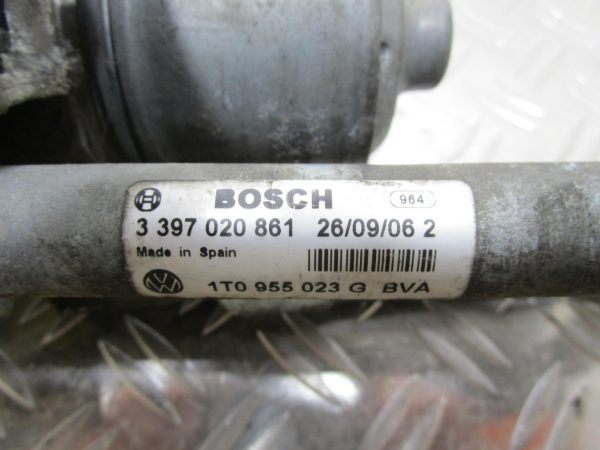 BOSCH 964
3 397 020 861 26/09/06 2
Made in Spain
1T0 955 023 G BVA